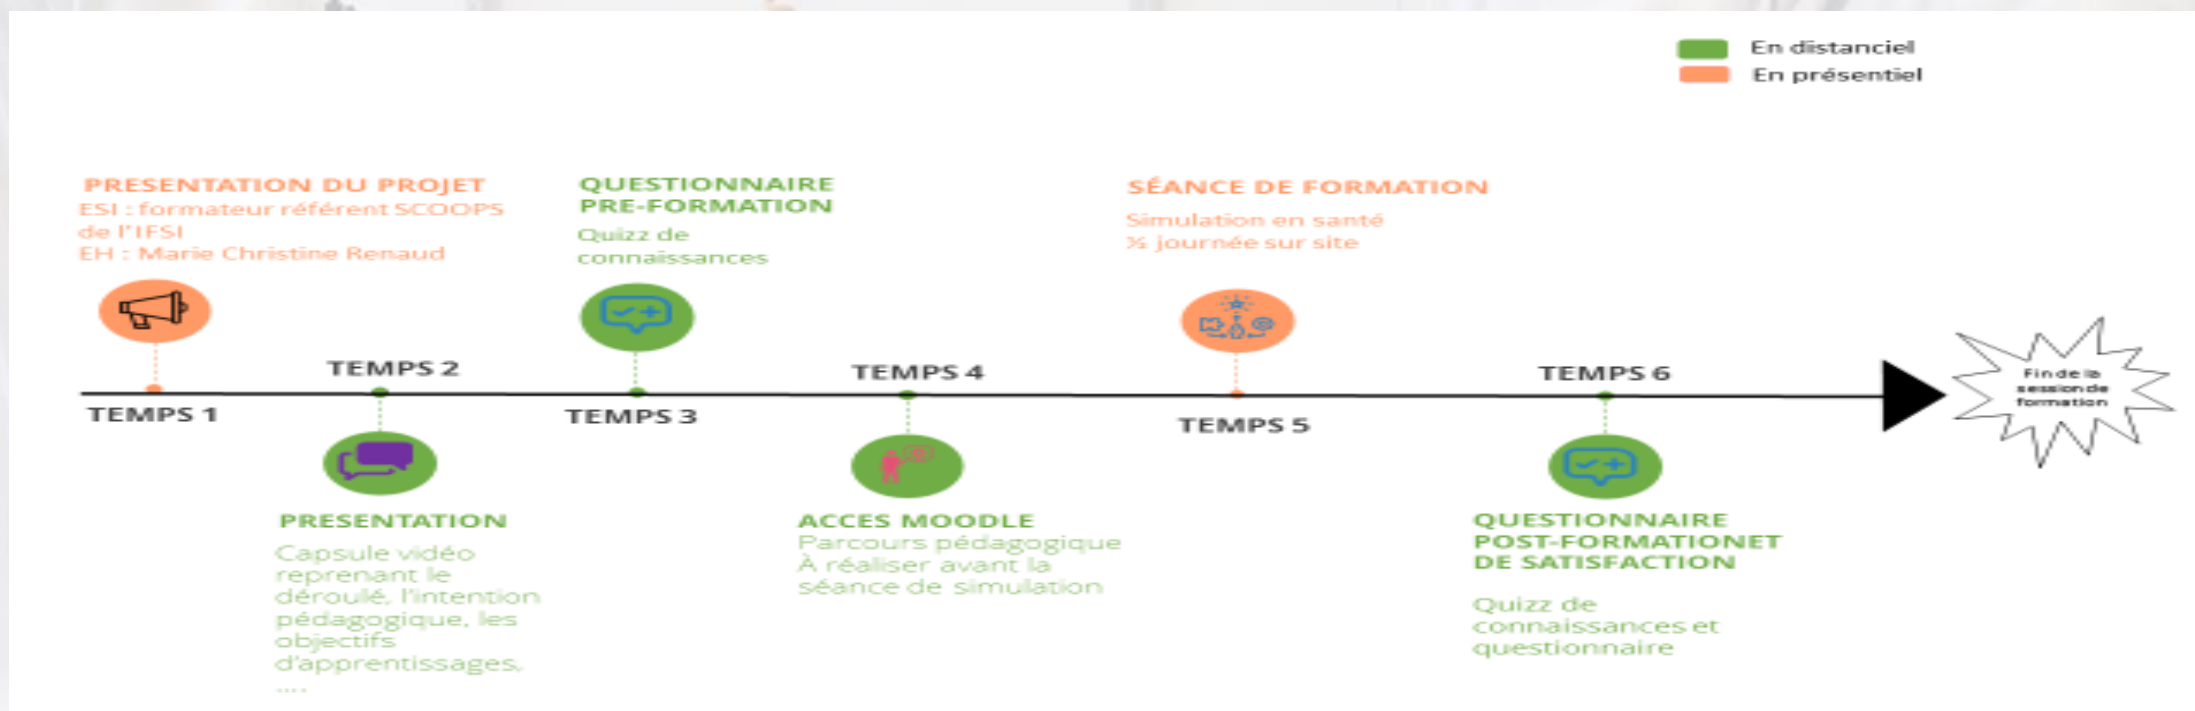 En distanciel
En présentiel
PRESENTATION DU PROJET
ESI : formateur référent SCOOPS
de l'IFSI
EH : Marie Christine Renaud
TEMPS 1
TEMPS 2
PRESENTATION
Capsule vidéo
reprenant le
déroulé, l'intention
pédagogique, les
objectifs
d'apprentissages,
....
QUESTIONNAIRE
PRE-FORMATION
Quizz de
connaissances
TEMPS 3
TEMPS 4
ACCES MOODLE
Parcours pédagogique
À réaliser avant la
séance de simulation
SÉANCE DE FORMATION
Simulation en santé
½ journée sur site
TEMPS 5
TEMPS 6
QUESTIONNAIRE
POST-FORMATIONET
DE SATISFACTION
Quizz de
connaissances et
questionnaire
Fin de la
session de
formation